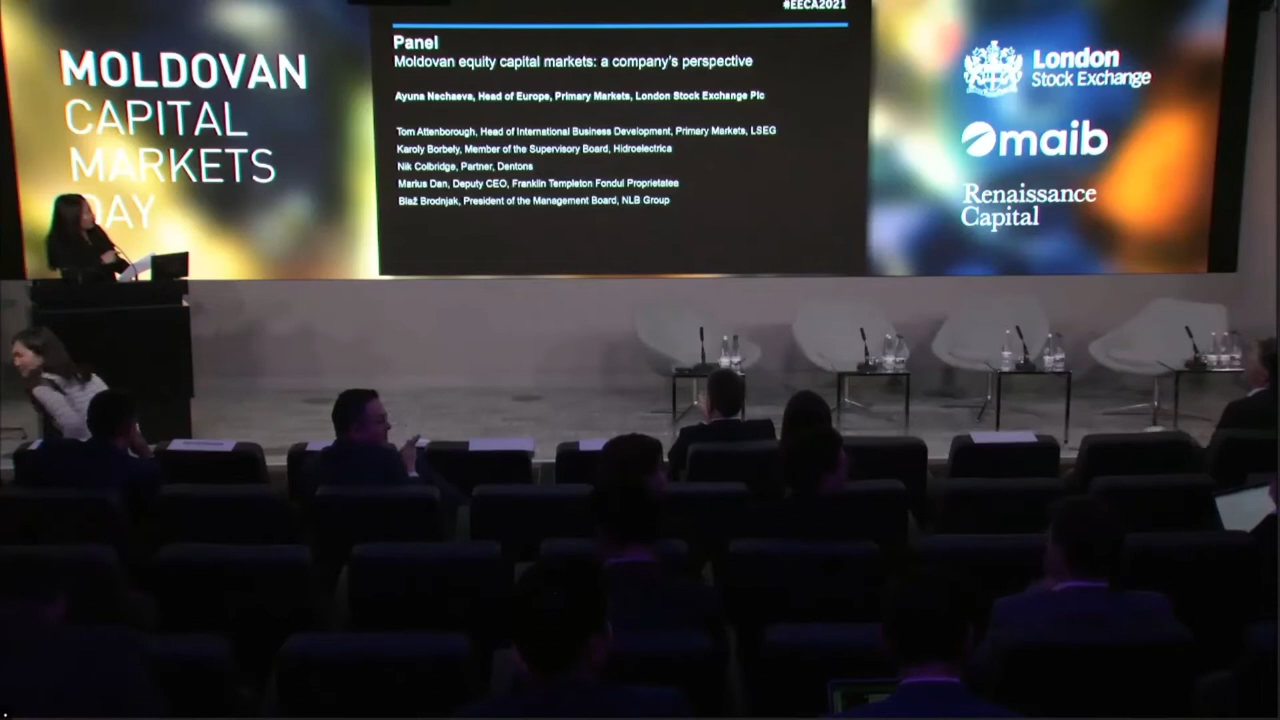 #EECA2021
MOLDOVAN
CAPITAL
MARKETS
DAY
Panel
Moldovan equity capital markets: a company's perspective
Ayuna Nechaeva, Head of Europe, Primary Markets, London Stock Exchange Plc
Tom Attenborough, Head of International Business Development, Primary Markets, LSEG
Karoly Borbely, Member of the Supervisory Board, Hidroelectrica
Nik Colbridge, Partner, Dentons
Marius Dan, Deputy CEO, Franklin Templeton Fondul Proprietatea
Blaž Brodnjak, President of the Management Board, NLB Group
London
Stock Exchange
maib
Renaissance
Capital